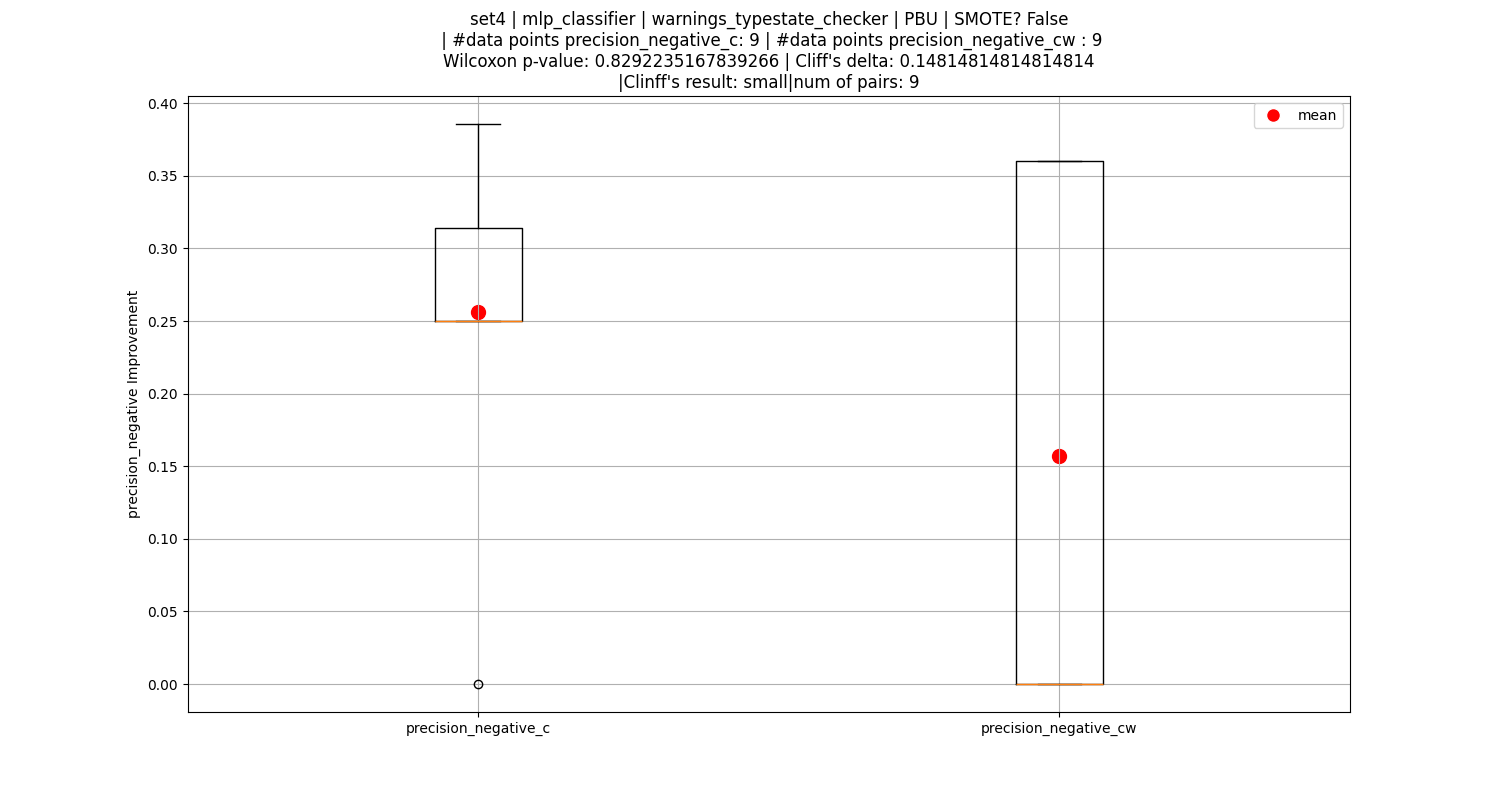 set4 | mlp_classifier | warnings_typestate_checker | PBU | SMOTE? False
| #data points precision_negative_c: 9 | #data points precision_negative_cw : 9
Wilcoxon p-value: 0.8292235167839266 | Cliff's delta: 0.14814814814814814
|Clinff's result: small|num of pairs: 9
mean
precision_negative Improvement
0.40
0.35
0.30
0.25
0.20
0.15
0.10
0.05
0.00
precision_negative_c
precision_negative_cw